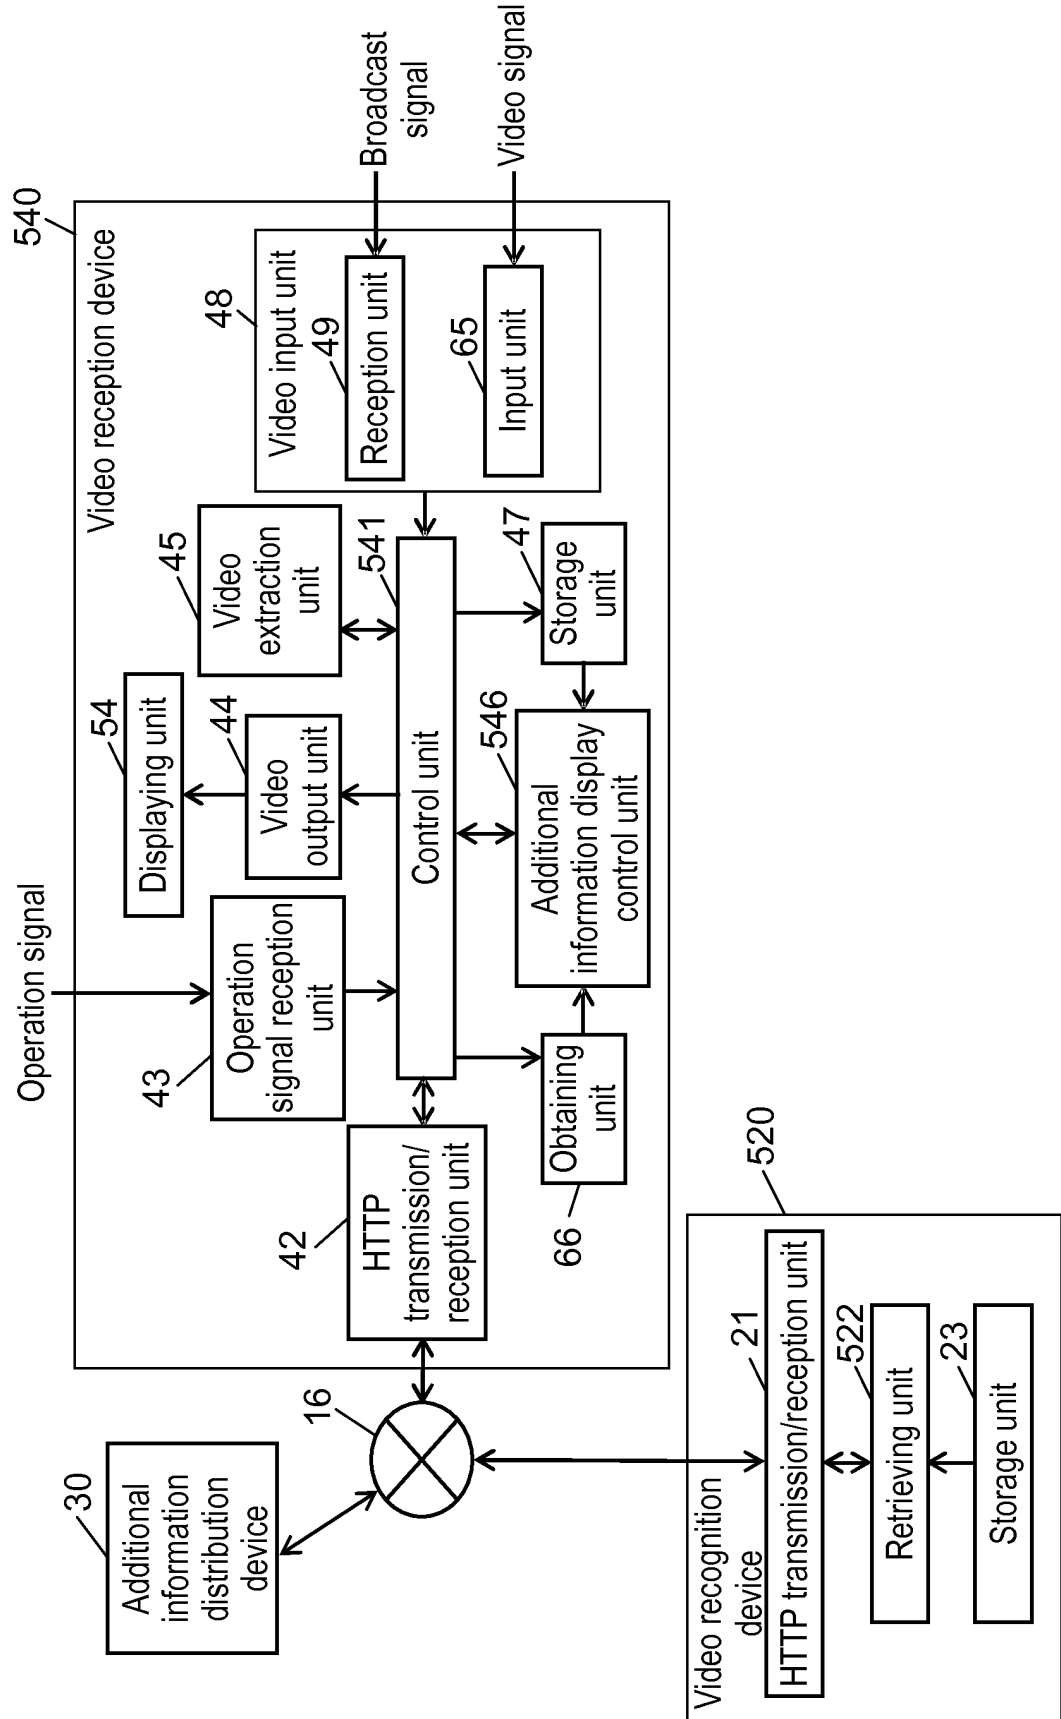 540
Video reception device
Operation signal
54
Displaying unit
45
Video
extraction
unit
48
Video input unit
49
Reception unit
Broadcast
signal
65
Input unit
Video signal
43
Operation
signal reception
unit
44
Video
output unit
541
Control unit
42
HTTP
transmission/
reception unit
30
Additional
information
distribution
device
16
66
Obtaining
unit
546
Additional
information display
control unit
47
Storage
unit
520
Video recognition
device
21
HTTP transmission/reception unit
522
Retrieving unit
23
Storage unit